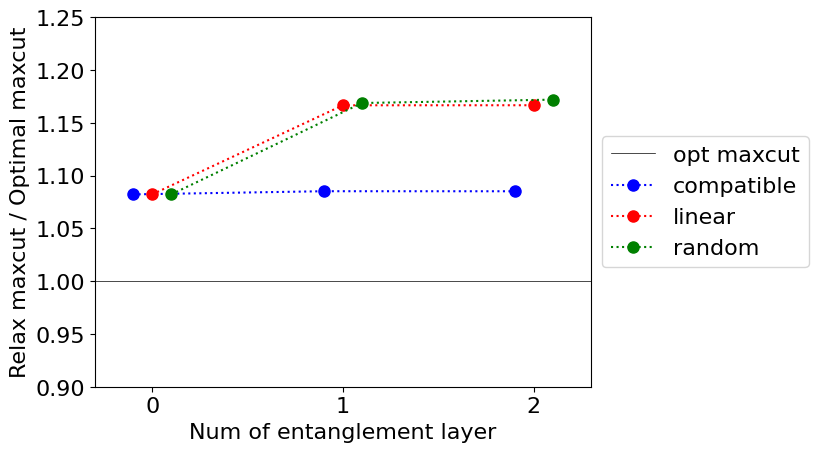 Relax maxcut / Optimal maxcut
1.25
1.20
1.15
1.10
1.05
1.00
0.95
0.90
0
1
2
Num of entanglement layer
opt maxcut
compatible
linear
random